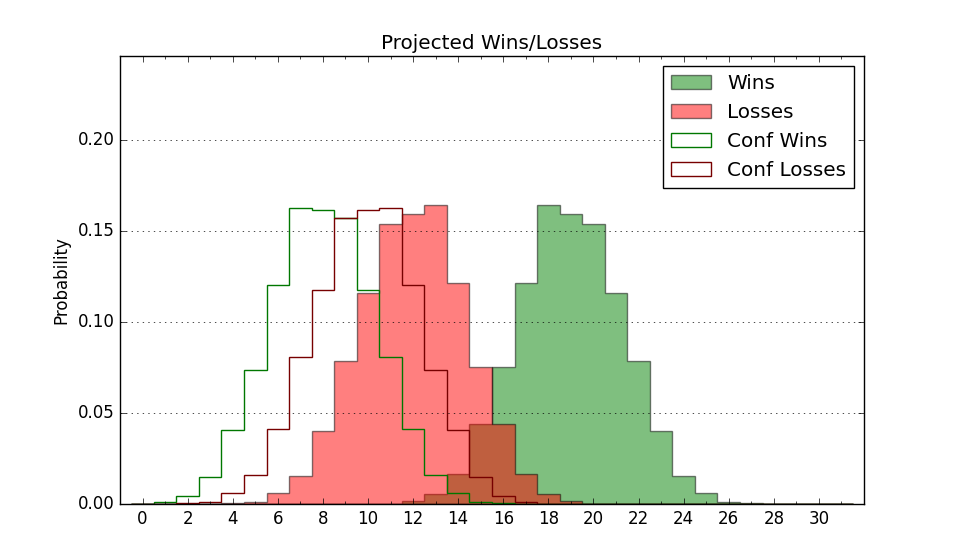 Projected Wins/Losses
Wins
Losses
Conf Wins
Conf Losses
Probability
0.20
0.15
0.10
0.05
0.00
0 2 4 6 8 10 12 14 16 18 20 22 24 26 28 30